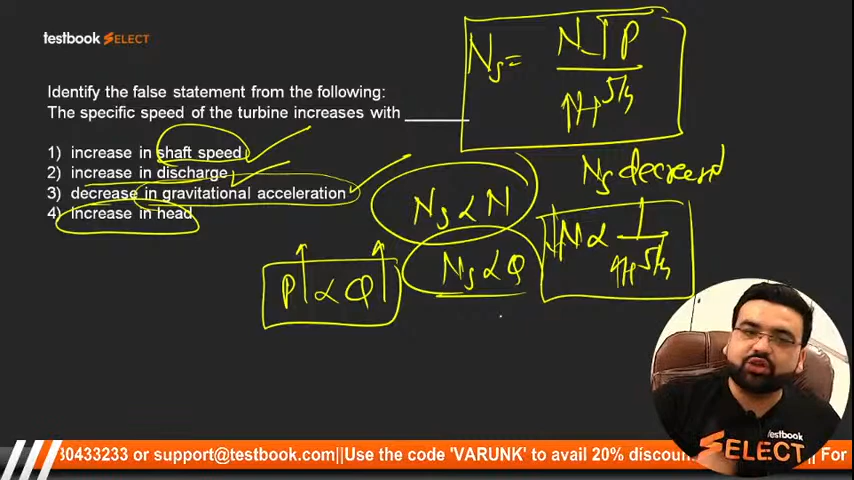 testbook SELECT
Identify the false statement from the following:
The specific speed of the turbine increases with ________
1) increase in shaft speed
2) increase in discharge
3) decrease in gravitational acceleration
4) Increase in head
Ns = N√P
H^5/4
Ns decreased
Ns ∝ N
Ns ∝ Q
N ∝ 1
H^5/4
P↑ ∝ Q↑
testbook
SELECT
80433233 or support@testbook.com||Use the code 'VARUNK' to avail 20% discoun || For